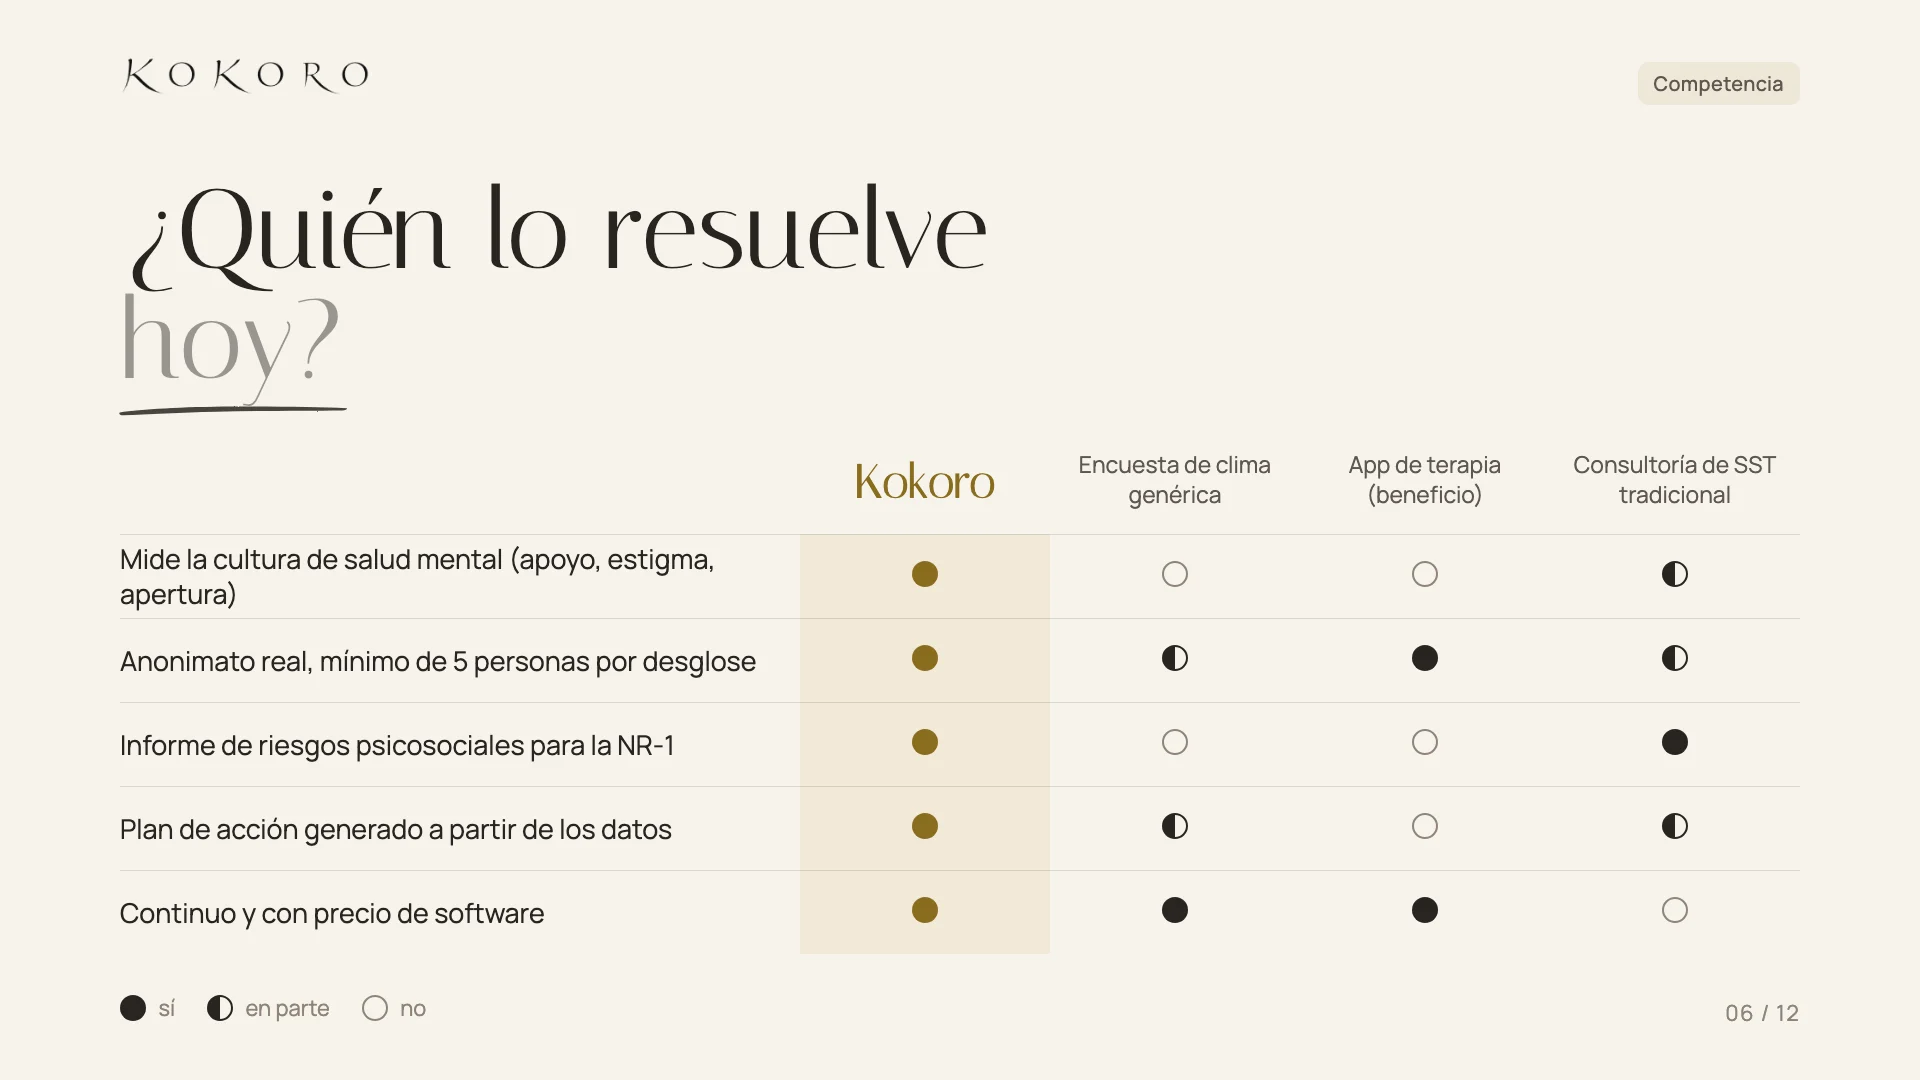 KOKORO
Competencia
¿Quién lo resuelve
hoy?
Kokoro
Encuesta de clima
genérica
App de terapia
(beneficio)
Consultoría de SST
tradicional
Mide la cultura de salud mental (apoyo, estigma,
apertura)
Anonimato real, mínimo de 5 personas por desglose
Informe de riesgos psicosociales para la NR-1
Plan de acción generado a partir de los datos
Continuo y con precio de software
sí en parte no
06 / 12